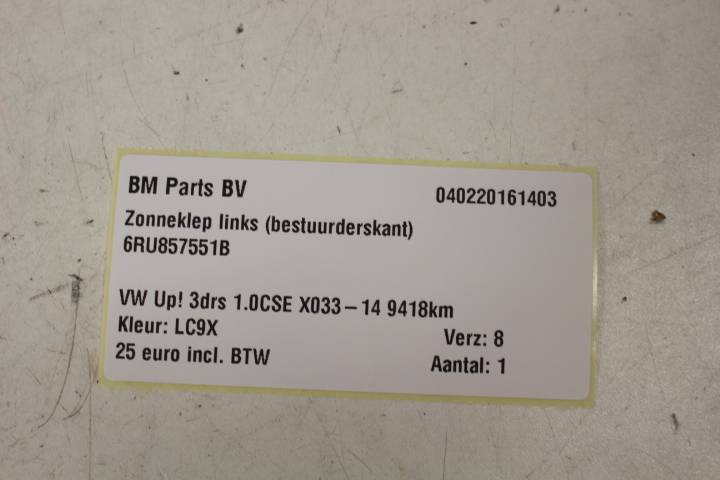 BM Parts BV 040220161403
Zonneklep links (bestuurderskant)
6RU857551B
VW Up! 3drs 1.0CSE X033-14 9418km
Kleur: LC9X Verz: 8
25 euro incl. BTW Aantal: 1